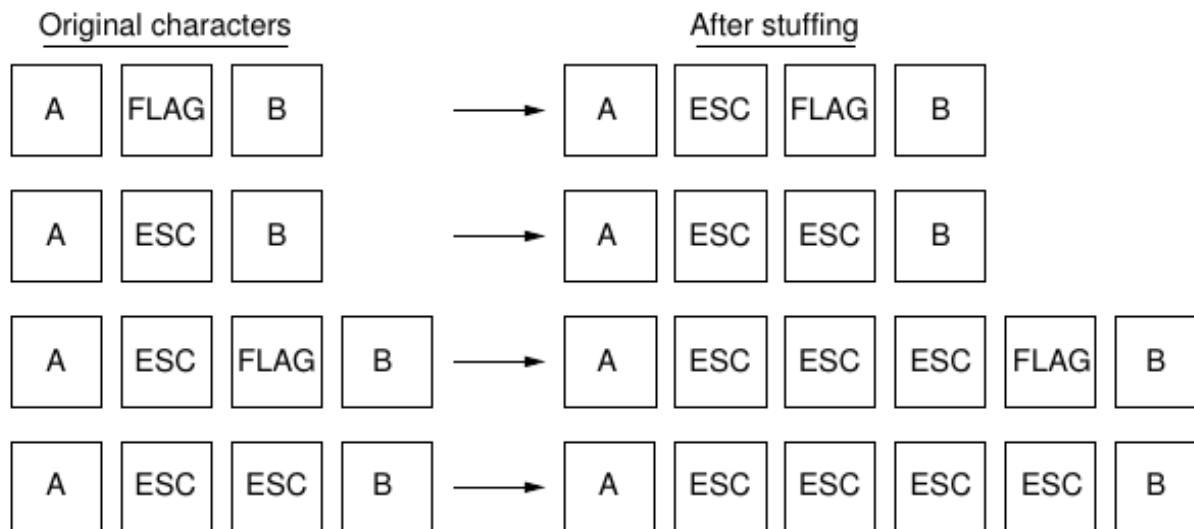 Original characters After stuffing
A FLAG B A ESC FLAG B
A ESC B A ESC ESC B
A ESC FLAG B A ESC ESC ESC FLAG B
A ESC ESC B A ESC ESC ESC ESC B